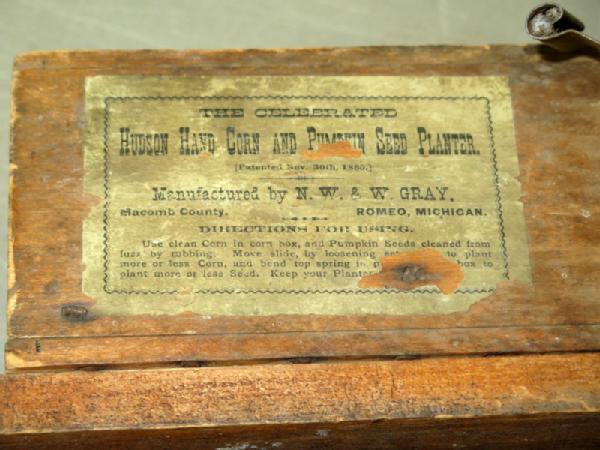 THE CELEBRATED
HUDSON HAND CORN AND PUMPKIN SEED PLANTER.
[Patented Nov. 30th, 1880.]
Manufactured by N. W. & W. GRAY,
Macomb County. ROMEO, MICHICAN.
DIRECTIONS FOR USING.
Use clean Corn in corn box, and Pumpkin Seeds cleaned from
fuzz by rubbing. Move slide, by loosening to plant
more or less Corn, and bend top spring in box to
plant more or less Seed. Keep your Planter